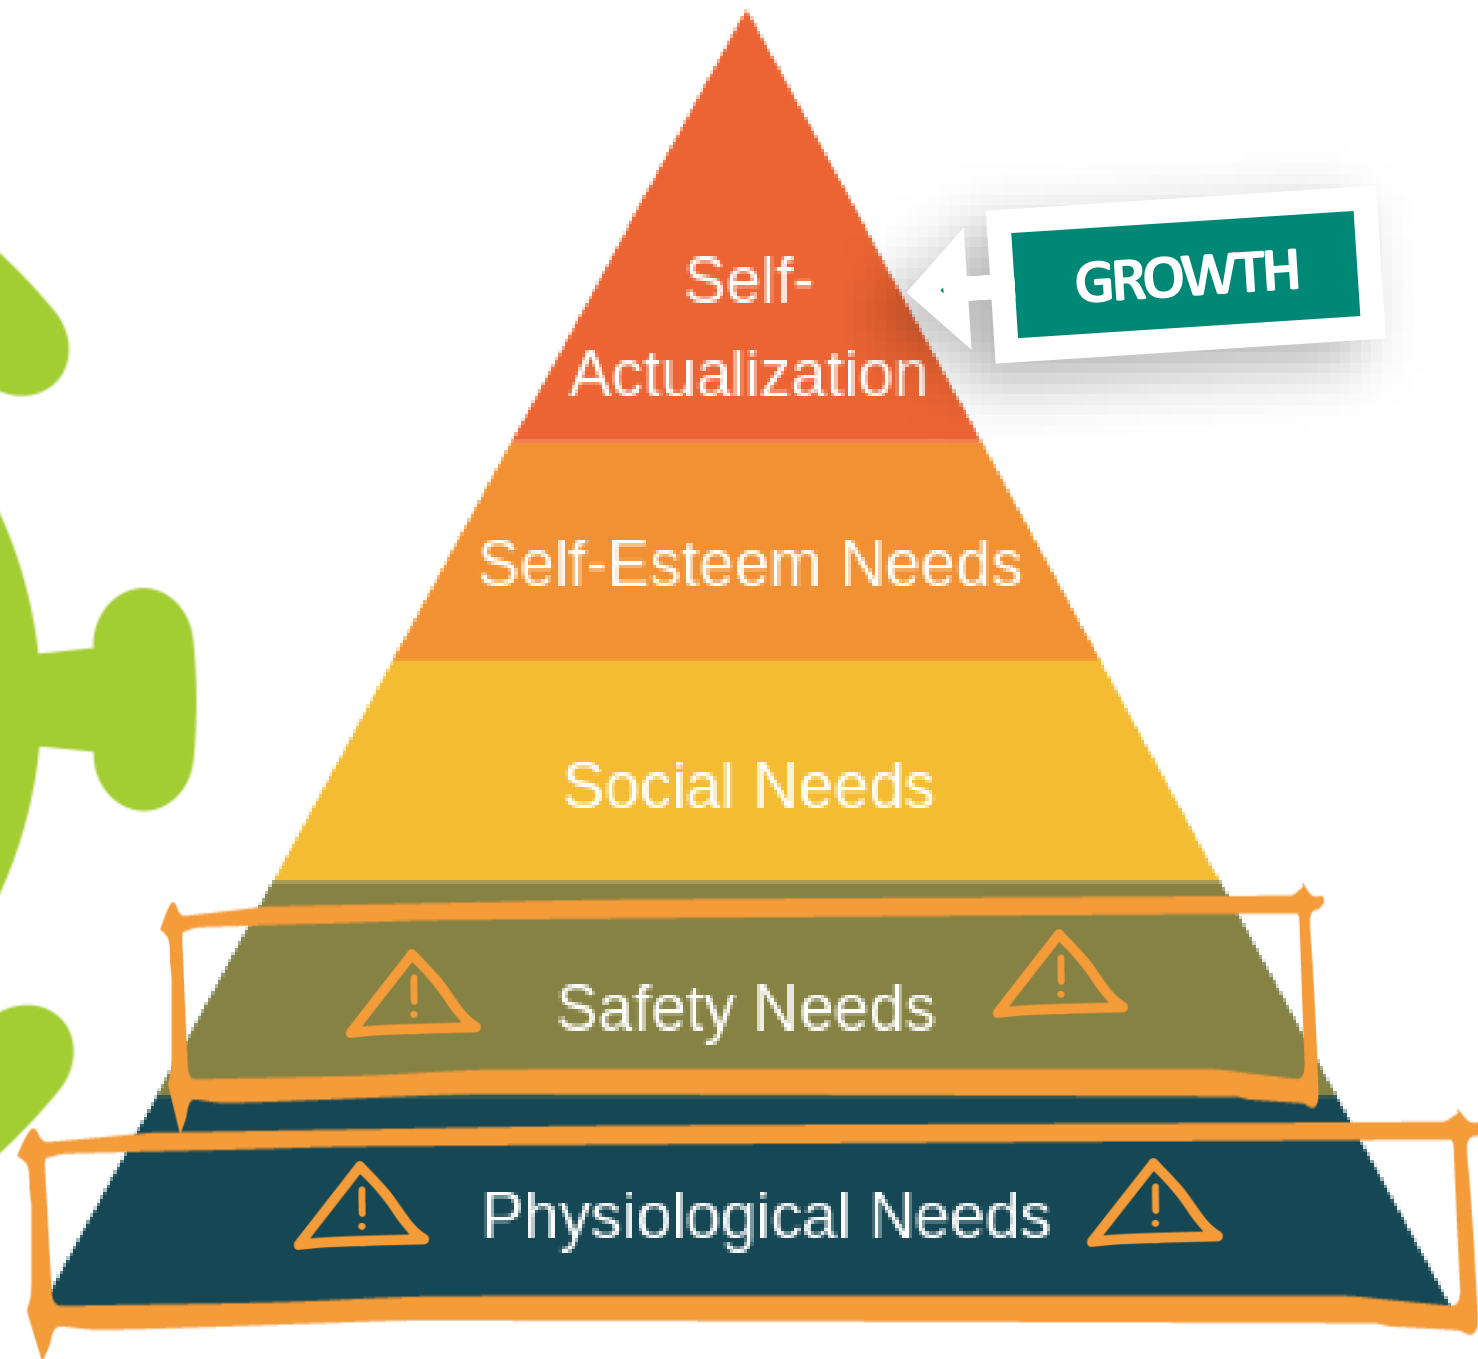 Self-
Actualization
GROWTH
Self-Esteem Needs
Social Needs
Safety Needs
Physiological Needs